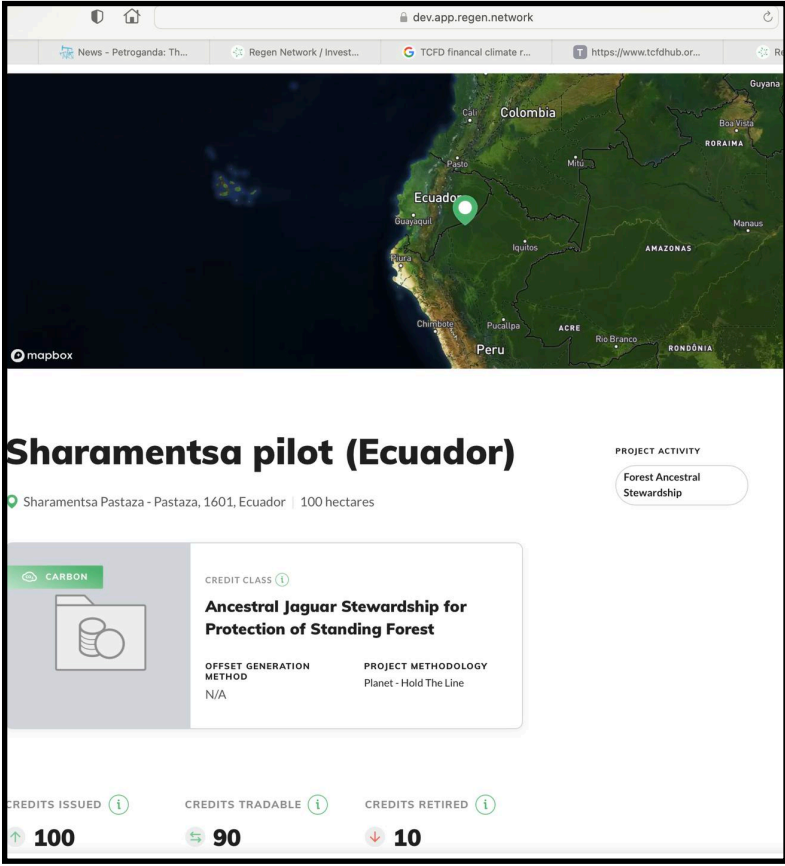 dev.app.regen.network
News - Petroganda: Th...
Regen Network / Invest...
TCFD financal climate r...
T
https://www.tcfdhub.or...
Re
Guyana
Cali
Colombia
Boa Vista
RORAIMA
Pasto
Mitú
Ecuador
Guayaquil
Manaus
Iquitos
AMAZONAS
Piura
Chimbote
Pucallpa
ACRE
Rio Branco
RONDÔNIA
Peru
mapbox
Sharamentsa pilot (Ecuador)
PROJECT ACTIVITY
Forest Ancestral
Stewardship
Sharamentsa Pastaza - Pastaza, 1601, Ecuador | 100 hectares
CARBON
CREDIT CLASS i
Ancestral Jaguar Stewardship for
Protection of Standing Forest
OFFSET GENERATION
METHOD
N/A
PROJECT METHODOLOGY
Planet - Hold The Line
CREDITS ISSUED i
CREDITS TRADABLE i
CREDITS RETIRED i
100
90
10